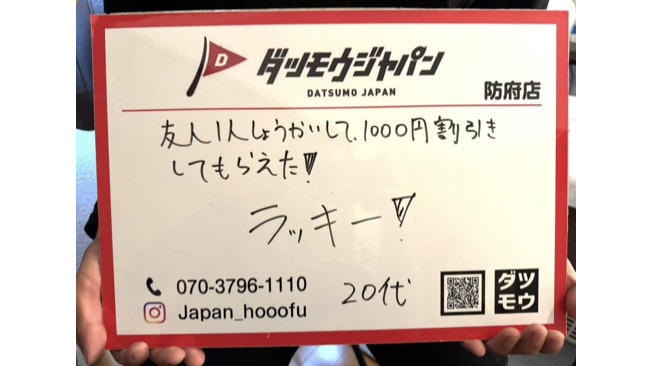 D
ダツモウジャパン
DATSUMO JAPAN
防府店
友人1人しょうかいして、1000円割引き
してもらえた!
ラッキー!
070-3796-1110
20代
Japan_hooofu
ダツ
モウ